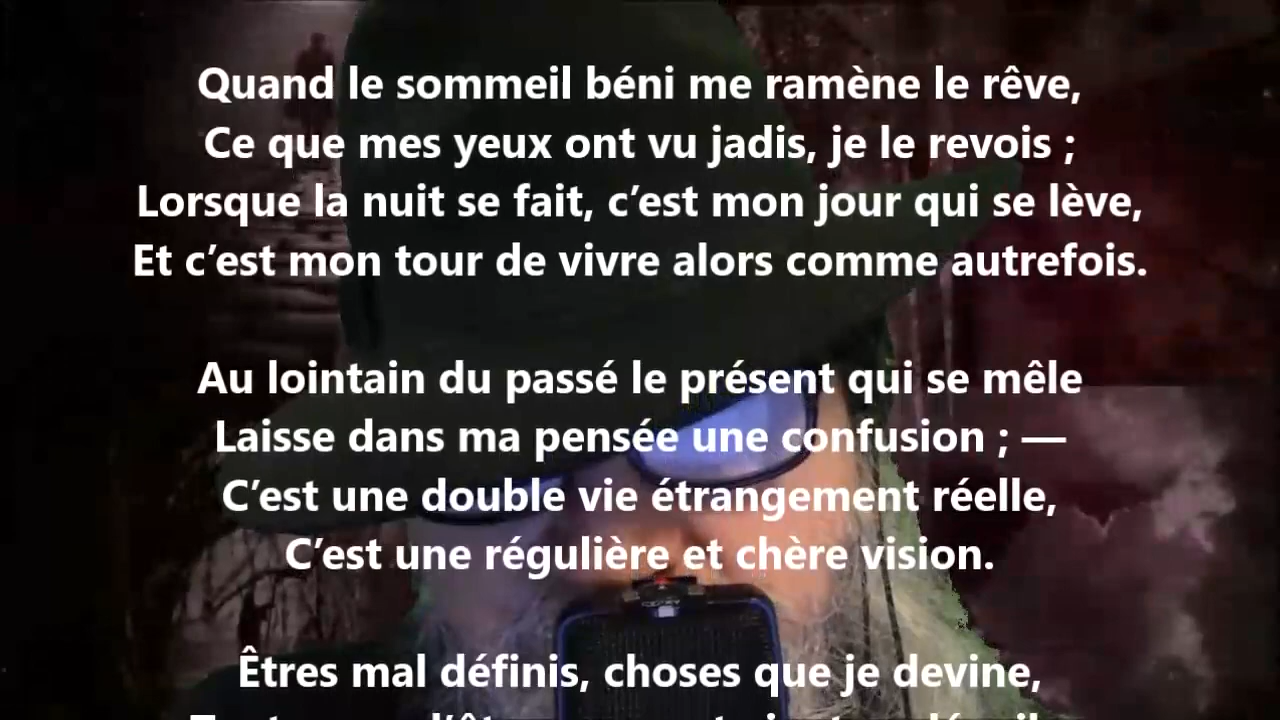 Quand le sommeil béni me ramène le rêve,
Ce que mes yeux ont vu jadis, je le revois ;
Lorsque la nuit se fait, c’est mon jour qui se lève,
Et c’est mon tour de vivre alors comme autrefois.
Au lointain du passé le présent qui se mêle
Laisse dans ma pensée une confusion ; —
C’est une double vie étrangement réelle,
C’est une régulière et chère vision.
Êtres mal définis, choses que je devine,